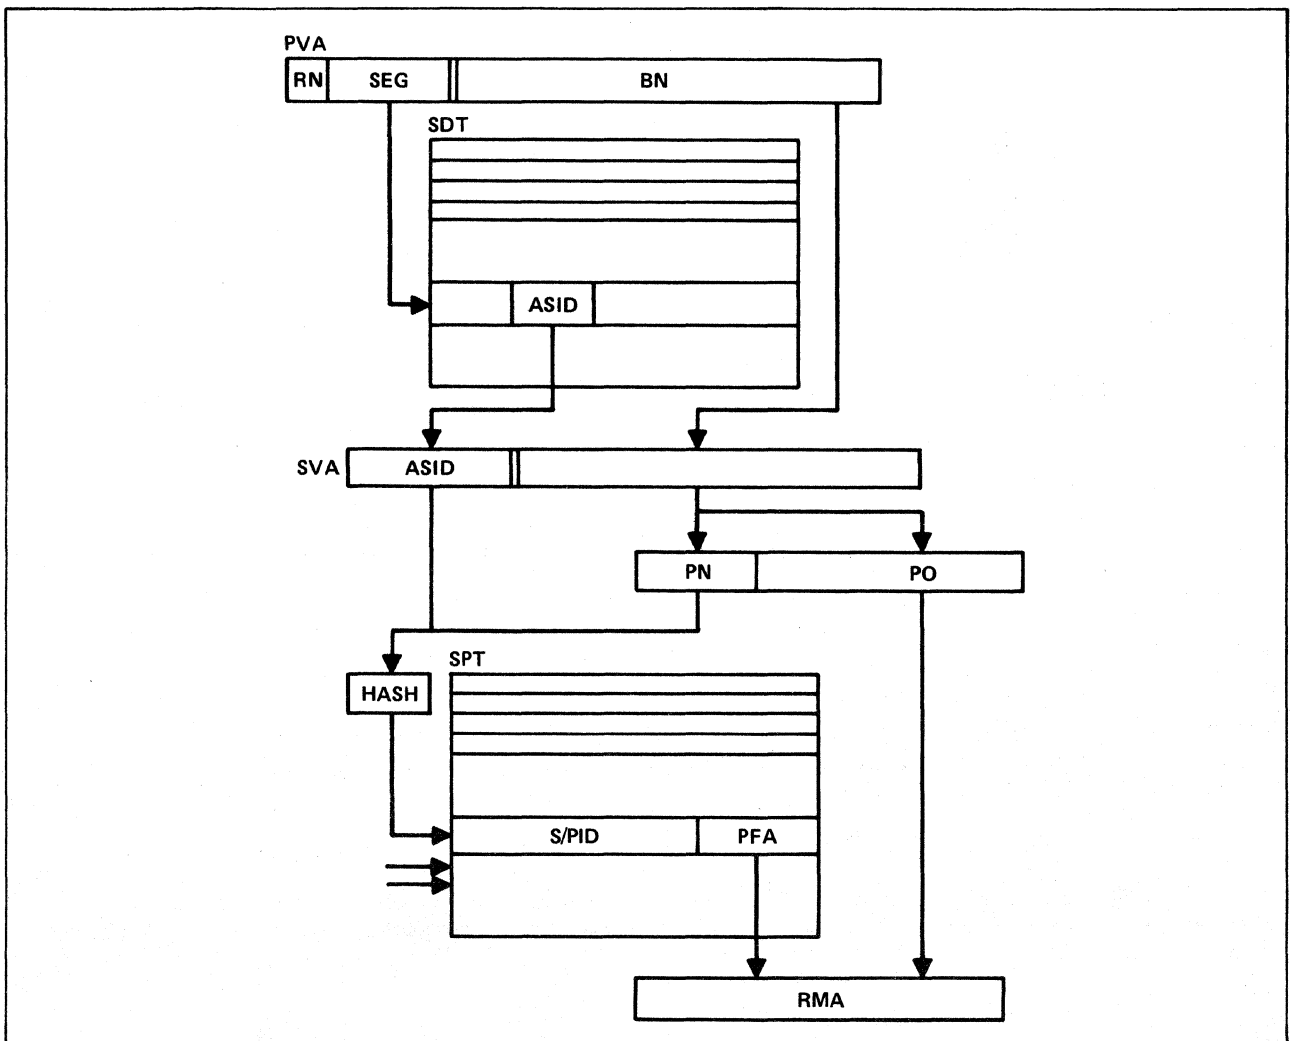 PVA
RN SEG BN
SDT
ASID
SVA ASID
PN PO
SPT
HASH
S/PID PFA
RMA